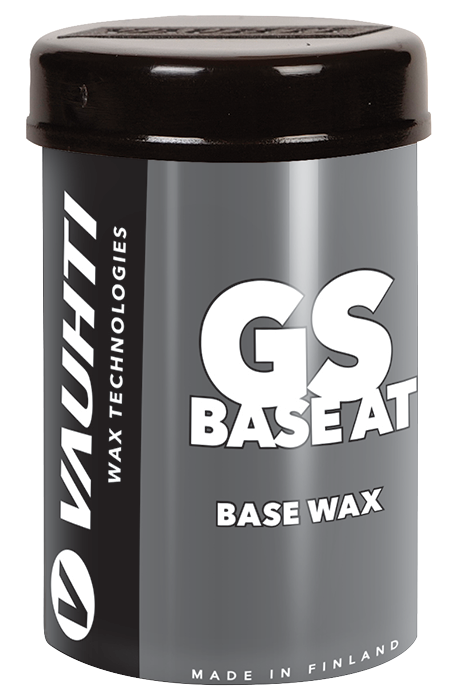 VAUHTI
WAX TECHNOLOGIES
GS
BASE AT
BASE WAX
MADE IN FINLAND